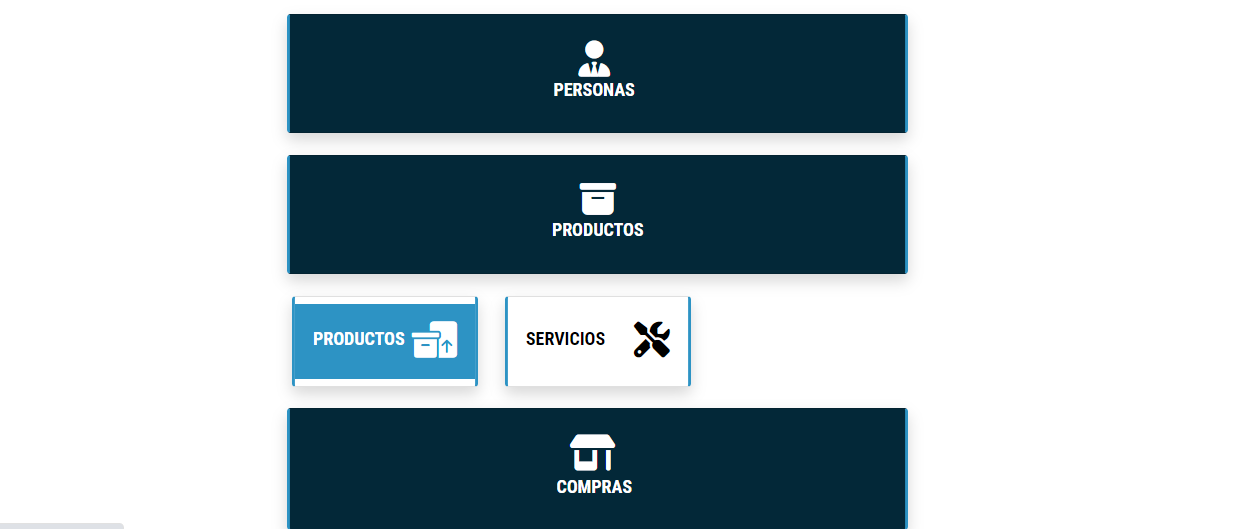 PERSONAS
PRODUCTOS
PRODUCTOS
SERVICIOS
COMPRAS